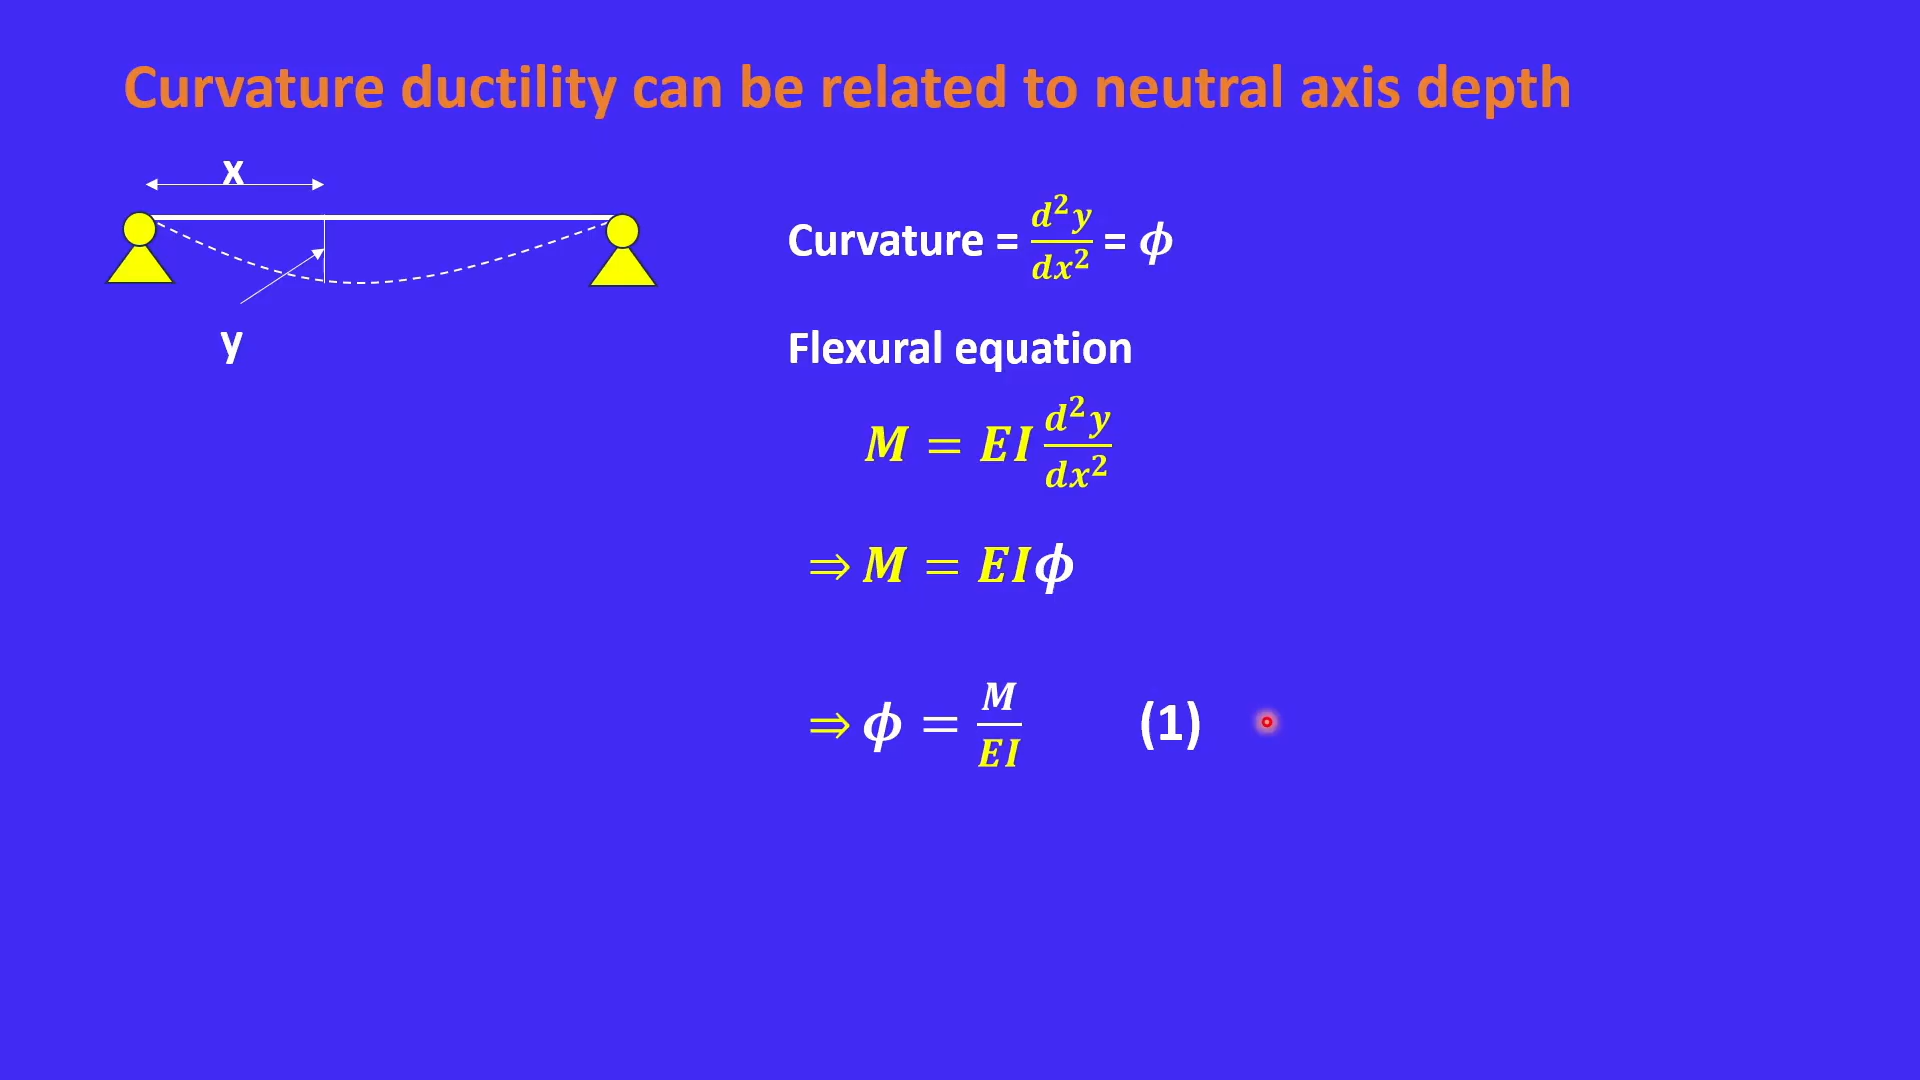 Curvature ductility can be related to neutral axis depth
x
y
Curvature = d²y/dx² = ϕ
Flexural equation
M = EI d²y/dx²
⇒ M = EIϕ
⇒ ϕ = M/EI (1)